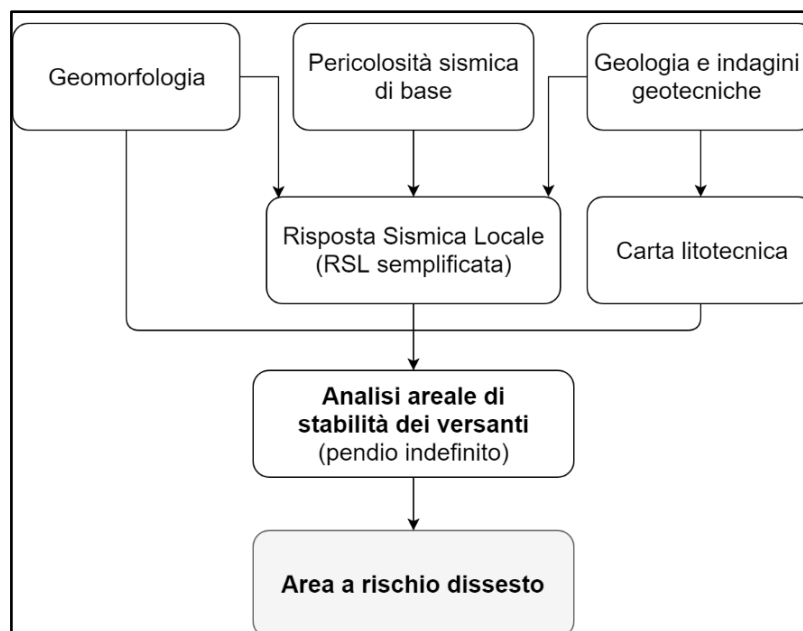 Geomorfologia
Pericolosità sismica
di base
Geologia e indagini
geotecniche
Risposta Sismica Locale
(RSL semplificata)
Carta litotecnica
Analisi areale di
stabilità dei versanti
(pendio indefinito)
Area a rischio dissesto